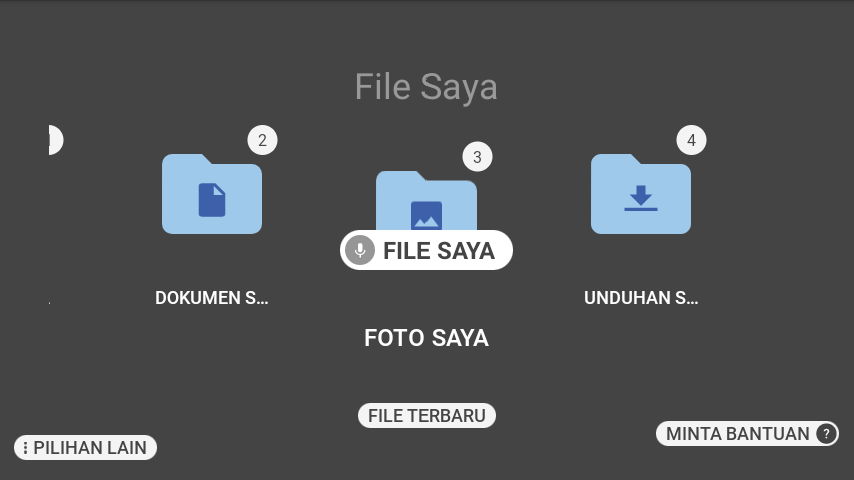 File Saya
2
3
4
FILE SAYA
DOKUMEN S...
UNDUHAN S...
FOTO SAYA
FILE TERBARU
PILIHAN LAIN
MINTA BANTUAN ?